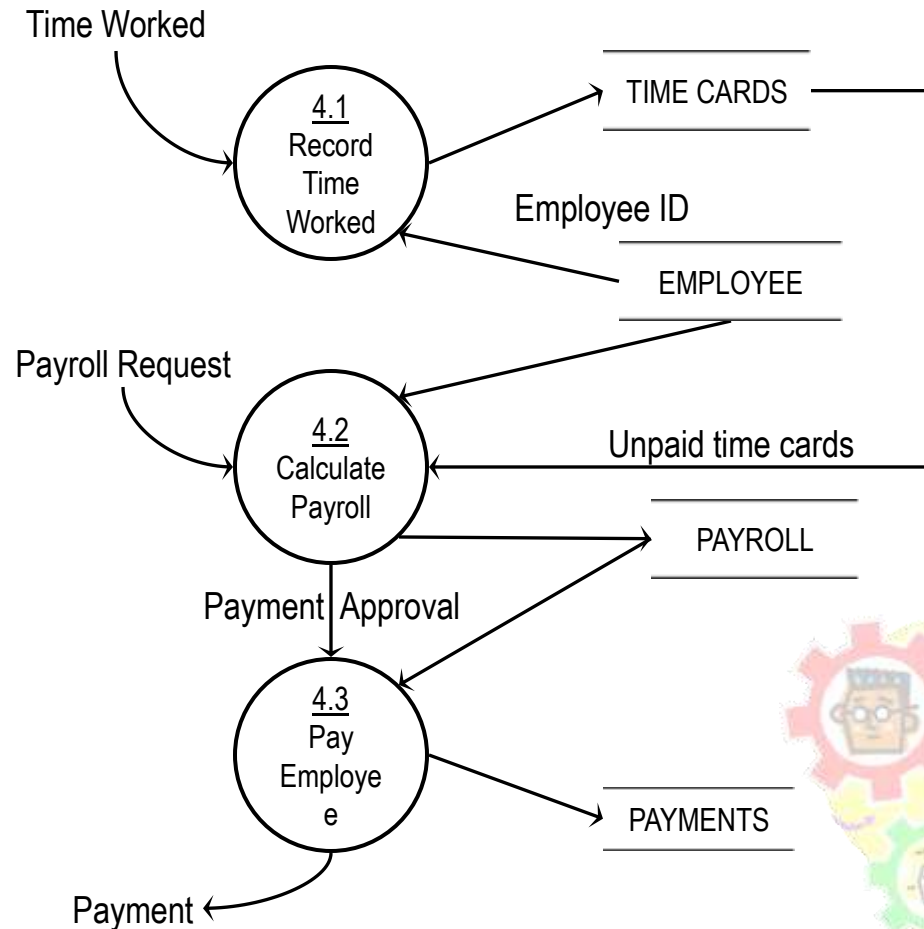 Time Worked
4.1
Record
Time
Worked
TIME CARDS
Employee ID
EMPLOYEE
Payroll Request
4.2
Calculate
Payroll
Unpaid time cards
PAYROLL
Payment Approval
4.3
Pay
Employe
e
PAYMENTS
Payment